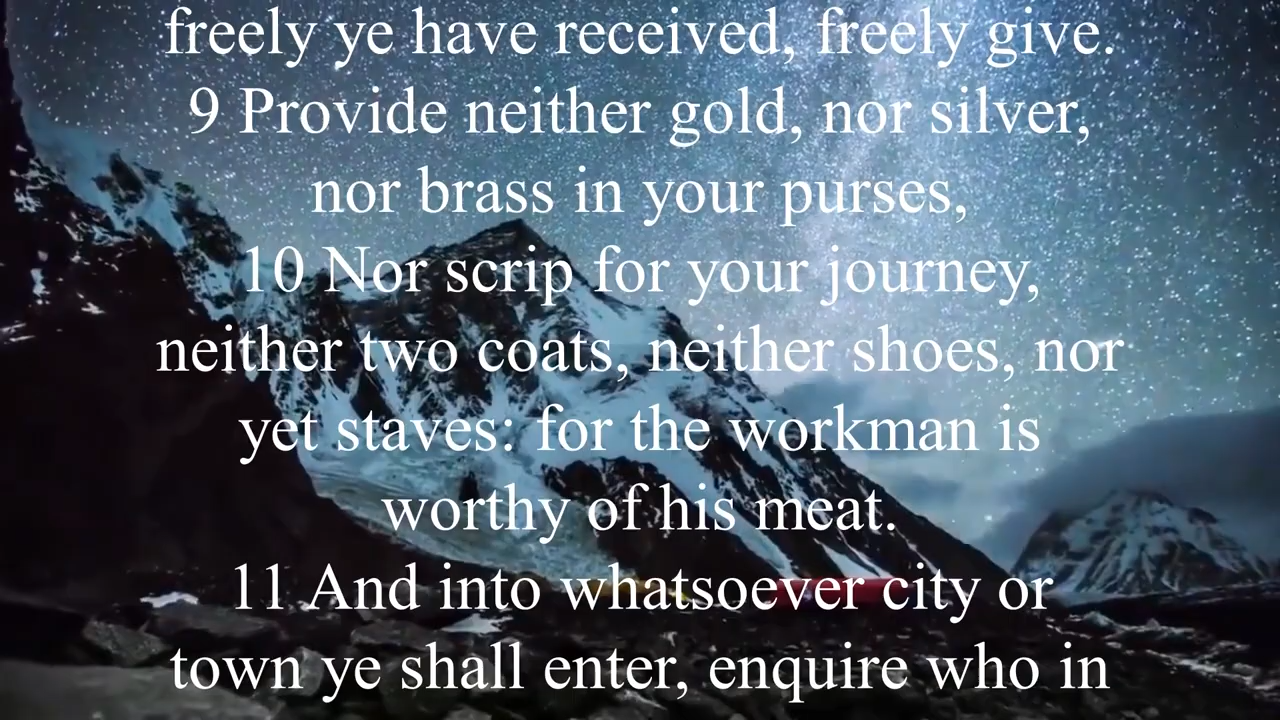 freely ye have received, freely give.
9 Provide neither gold, nor silver,
nor brass in your purses,
10 Nor scrip for your journey,
neither two coats, neither shoes, nor
yet staves: for the workman is
worthy of his meat.
11 And into whatsoever city or
town ye shall enter, enquire who in